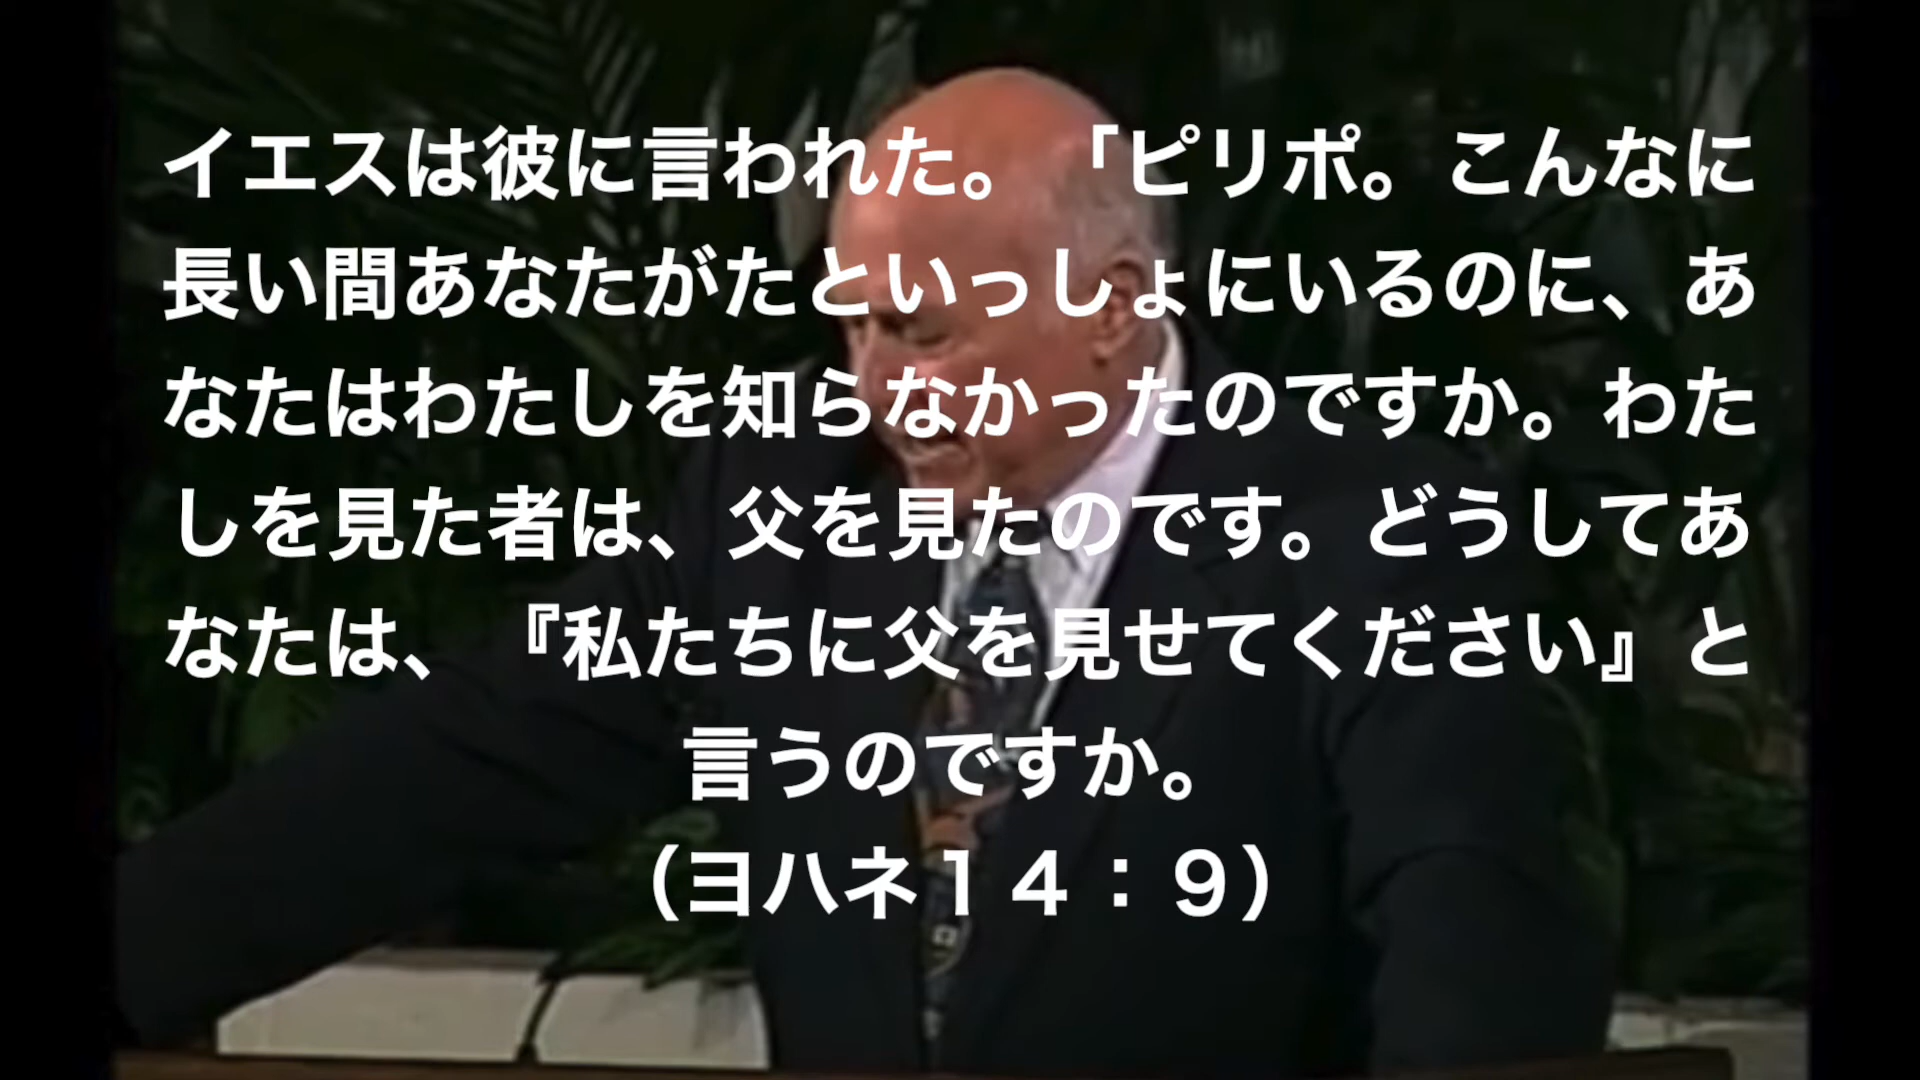 イエスは彼に言われた。「ピリポ。こんなに
長い間あなたがたといっしょにいるのに、あ
なたはわたしを知らなかったのですか。わた
しを見た者は、父を見たのです。どうしてあ
なたは、『私たちに父を見せてください』と
言うのですか。
（ヨハネ１４：９）